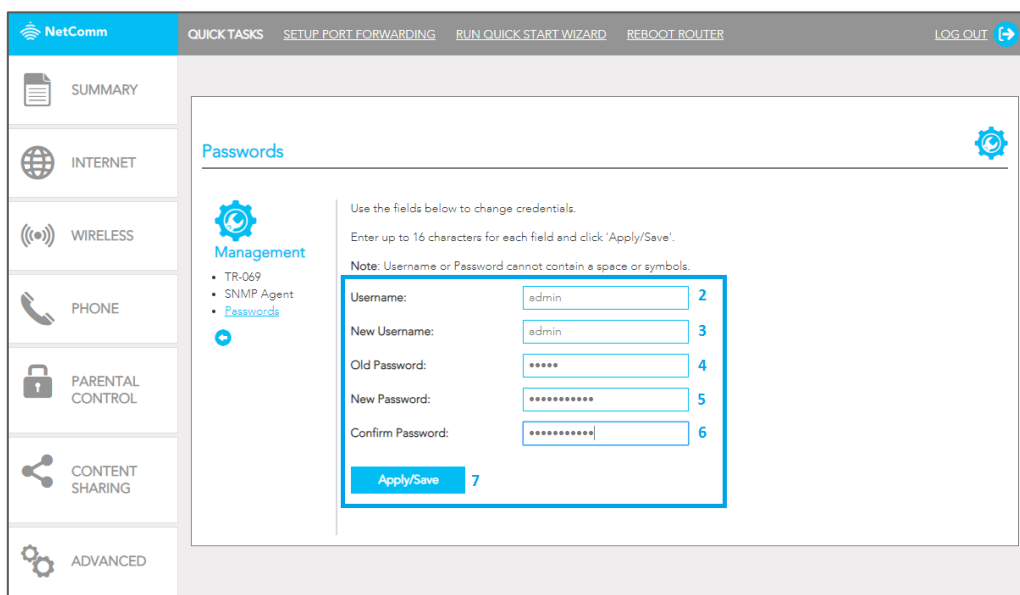 NetComm
QUICK TASKS SETUP PORT FORWARDING RUN QUICK START WIZARD REBOOT ROUTER LOG OUT
SUMMARY
INTERNET
WIRELESS
PHONE
PARENTAL
CONTROL
CONTENT
SHARING
ADVANCED
Passwords
Management
• TR-069
• SNMP Agent
• Passwords
Use the fields below to change credentials.
Enter up to 16 characters for each field and click 'Apply/Save'.
Note: Username or Password cannot contain a space or symbols.
Username: admin 2
New Username: admin 3
Old Password: ••••• 4
New Password: ••••••••••• 5
Confirm Password: ••••••••••• 6
Apply/Save 7